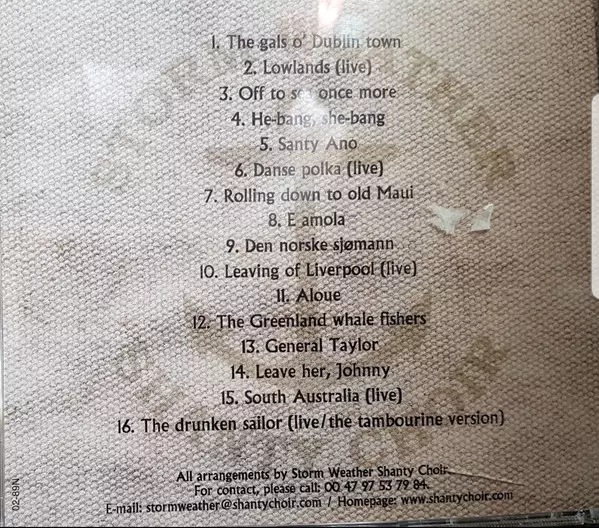 1. The gals o' Dublin town
2. Lowlands (live)
3. Off to sea once more
4. He-bang, she-bang
5. Santy Ano
6. Danse polka (live)
7. Rolling down to old Maui
8. E amola
9. Den norske sjømann
10. Leaving of Liverpool (live)
11. Aloue
12. The Greenland whale fishers
13. General Taylor
14. Leave her, Johnny
15. South Australia (live)
16. The drunken sailor (live/the tambourine version)
All arrangements by Storm Weather Shanty Choir.
For contact, please call: 00 47 97 53 79 84.
E-mail: stormweather@shantychoir.com / Homepage: www.shantychoir.com